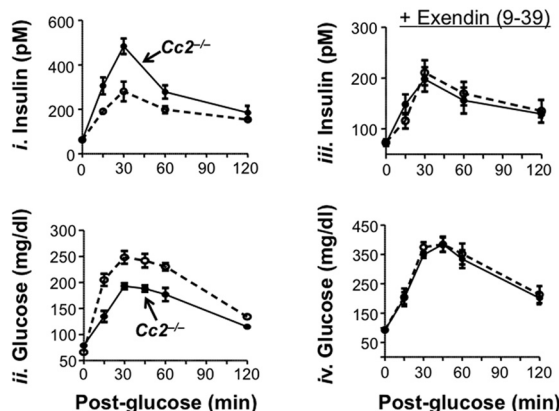 + Exendin (9-39)
i. Insulin (pM)
600
400
200
0
Cc2–/–
0 30 60 90 120
iii. Insulin (pM)
300
200
100
0 30 60 90 120
ii. Glucose (mg/dl)
300
250
200
150
100
50
Cc2–/–
0 30 60 90 120
Post-glucose (min)
iv. Glucose (mg/dl)
450
350
250
150
50
0 30 60 90 120
Post-glucose (min)